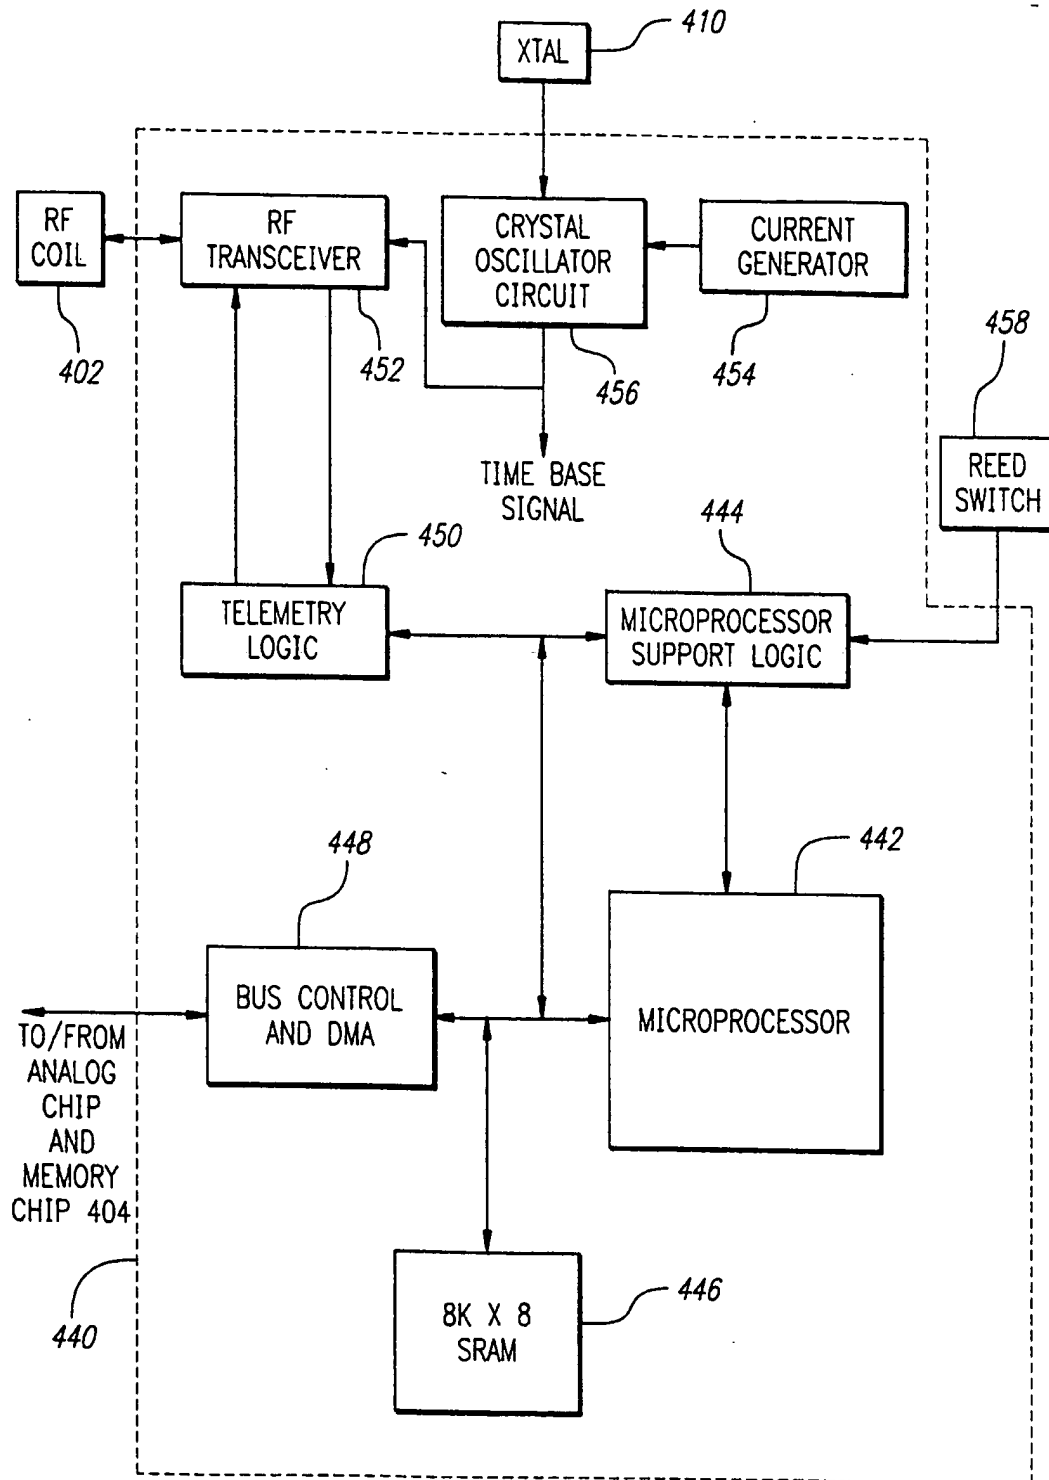 410
XTAL
RF
COIL
402
RF
TRANSCEIVER
452
CRYSTAL
OSCILLATOR
CIRCUIT
456
CURRENT
GENERATOR
454
458
REED
SWITCH
TIME BASE
SIGNAL
450
TELEMETRY
LOGIC
444
MICROPROCESSOR
SUPPORT LOGIC
448
BUS CONTROL
AND DMA
442
MICROPROCESSOR
TO/FROM
ANALOG
CHIP
AND
MEMORY
CHIP 404
440
8K X 8
SRAM
446